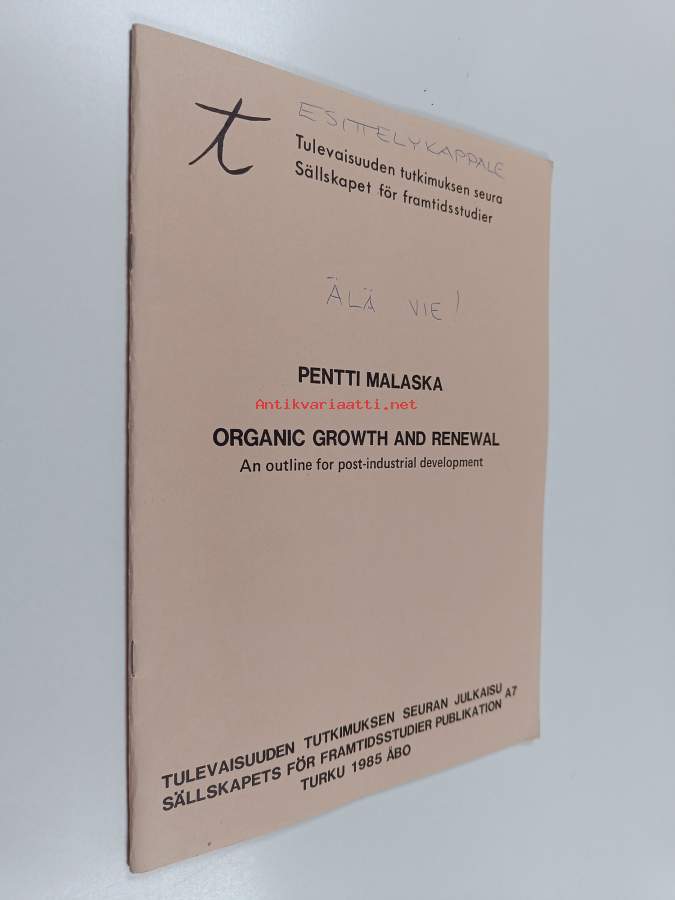 t
ESITTELYKAPPALE
Tulevaisuuden tutkimuksen seura
Sällskapet för framtidsstudier
ÄLÄ VIE!
PENTTI MALASKA
Antikvariaatti.net
ORGANIC GROWTH AND RENEWAL
An outline for post-industrial development
TULEVAISUUDEN TUTKIMUKSEN SEURAN JULKAISU A7
SÄLLSKAPETS FÖR FRAMTIDSSTUDIER PUBLIKATION
TURKU 1985 ÅBO